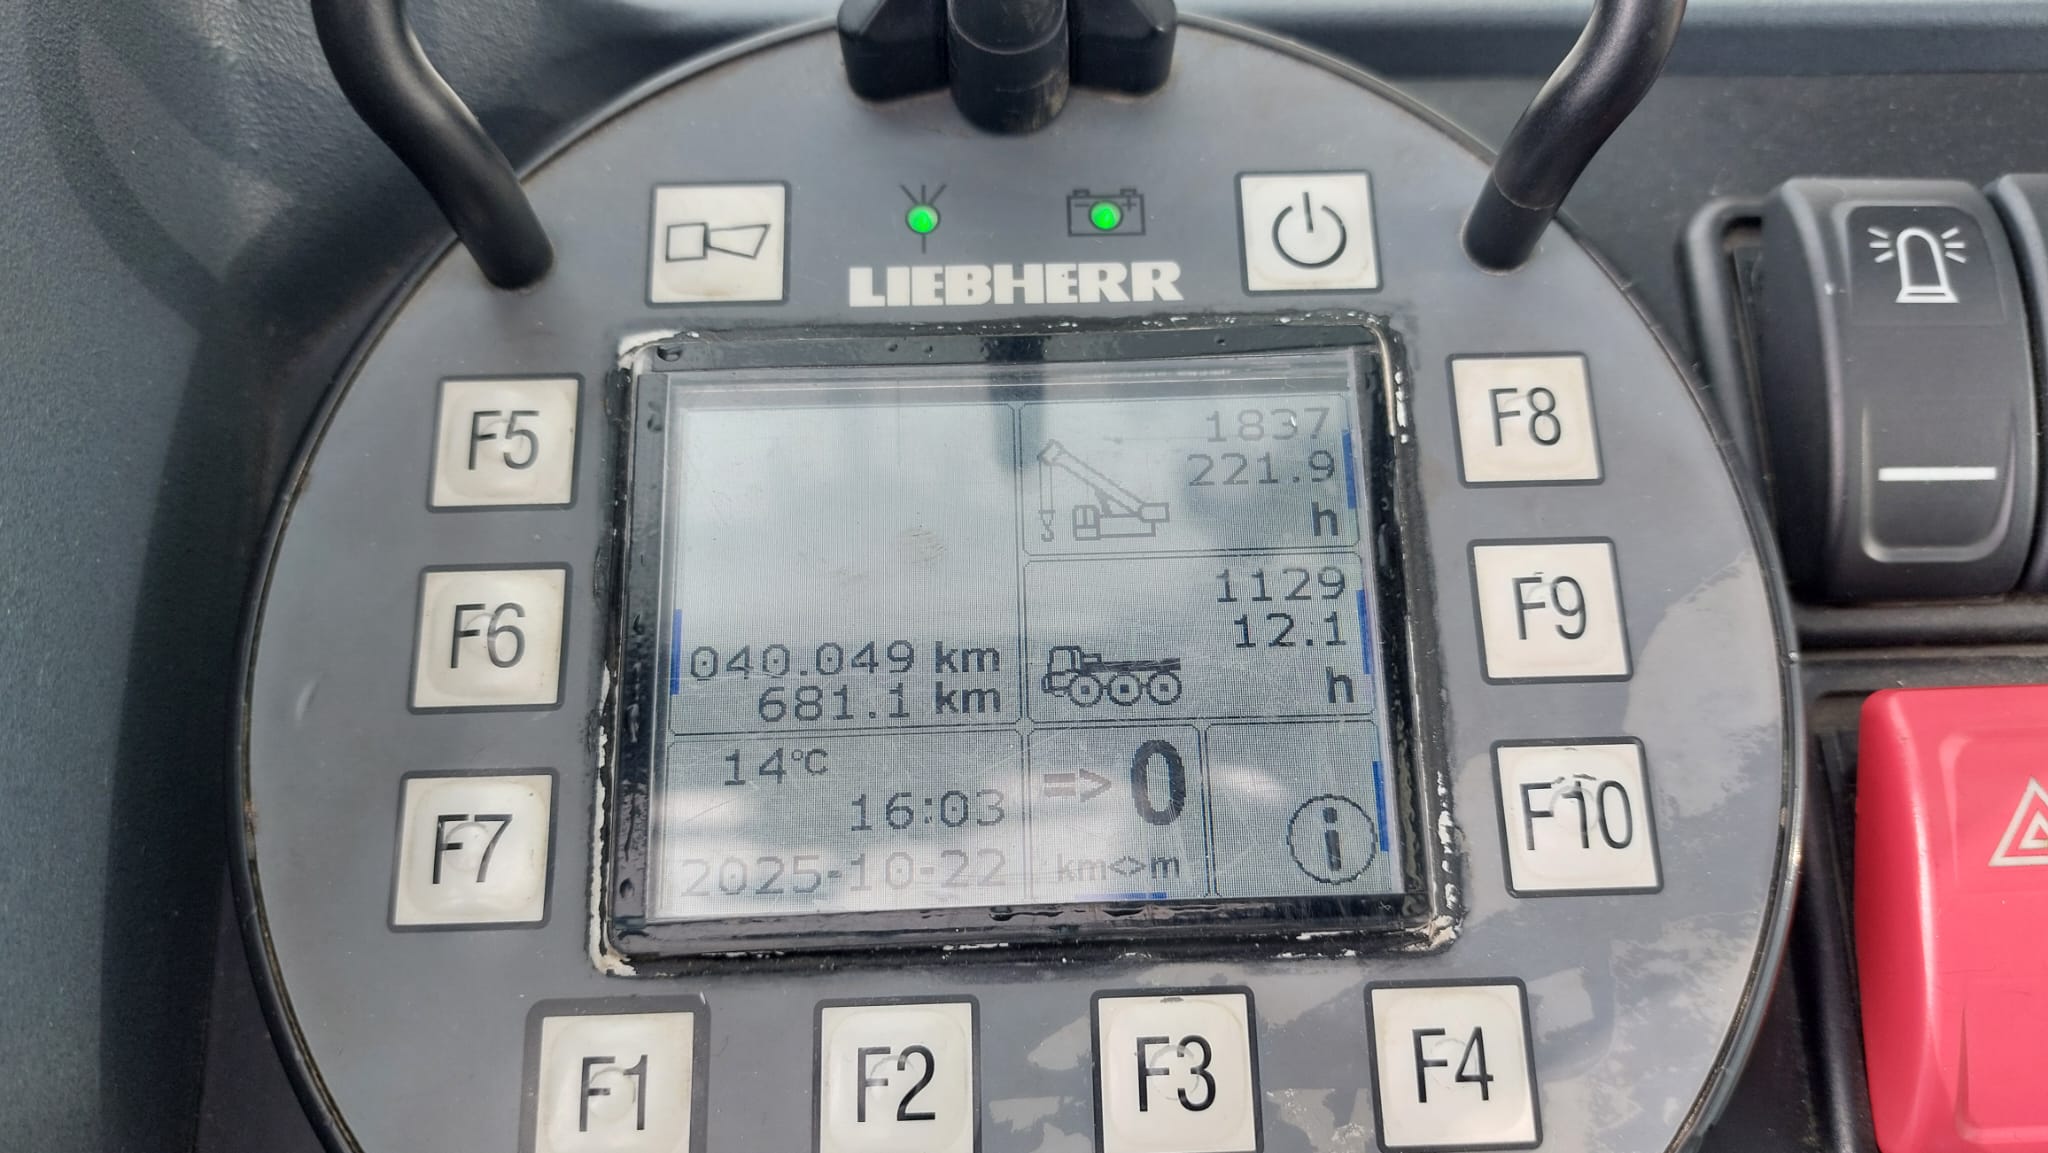 LIEBHERR
F5
F6
F7
F8
F9
F10
1837
221.9
h
1129
12.1
h
040.049 km
681.1 km
14°C
16:03
2025-10-22
=> 0
km<>m
i
F1
F2
F3
F4